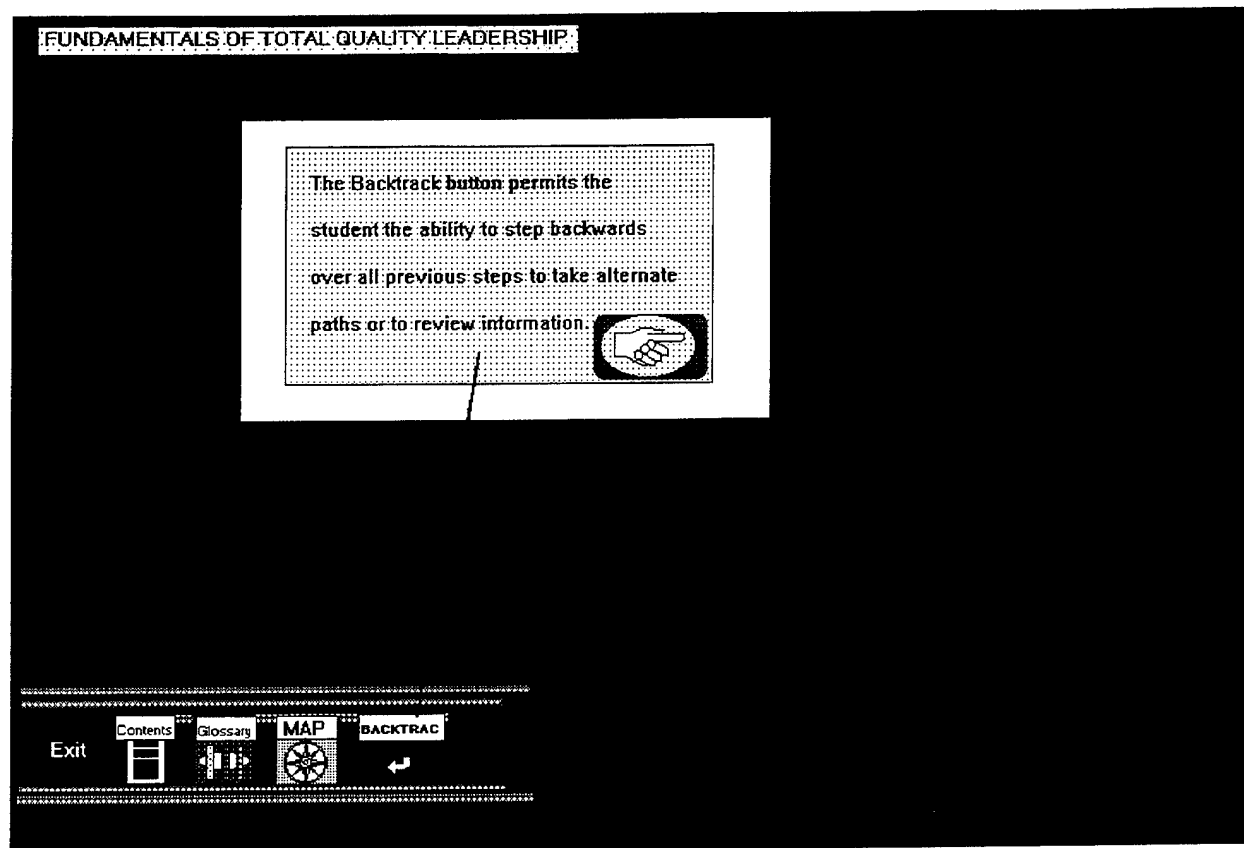 FUNDAMENTALS OF TOTAL QUALITY LEADERSHIP
The Backtrack button permits the
student the ability to step backwards
over all previous steps to take alternate
paths or to review information.
Exit
Contents
Glossary
MAP
BACKTRAC